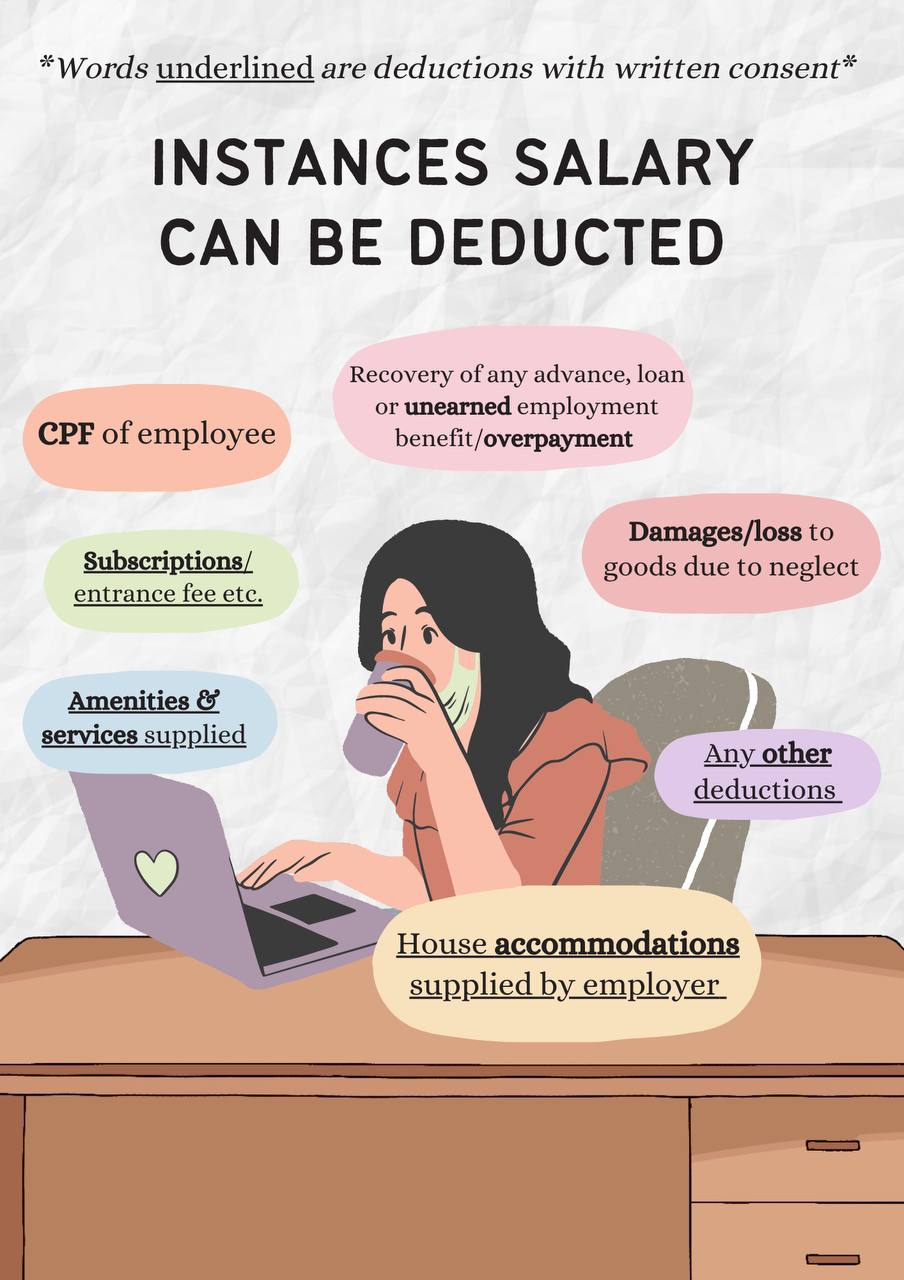 *Words underlined are deductions with written consent*
INSTANCES SALARY
CAN BE DEDUCTED
Recovery of any advance, loan
or unearned employment
benefit/overpayment
CPF of employee
Damages/loss to
goods due to neglect
Subscriptions/
entrance fee etc.
Amenities &
services supplied
Any other
deductions
House accommodations
supplied by employer